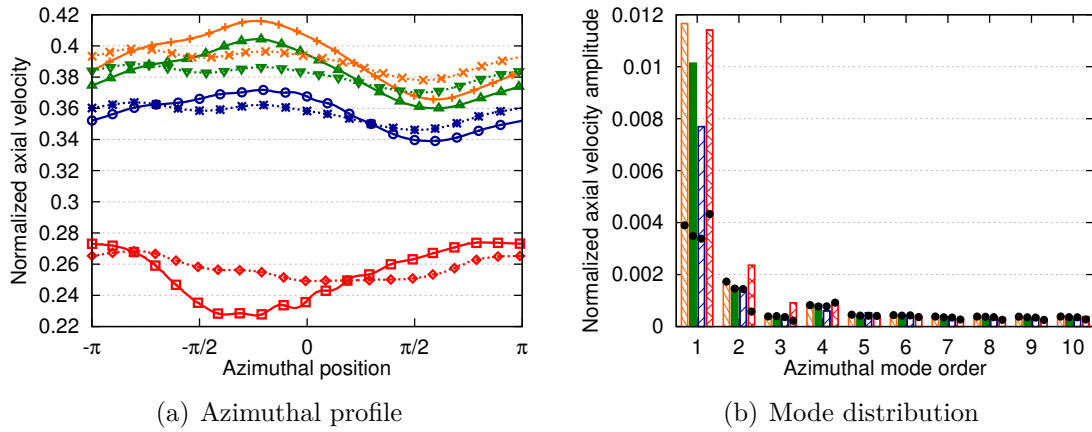 Normalized axial velocity
0.42
0.4
0.38
0.36
0.34
0.32
0.3
0.28
0.26
0.24
0.22
-π
-π/2
0
π/2
π
Azimuthal position
(a) Azimuthal profile
Normalized axial velocity amplitude
0.012
0.01
0.008
0.006
0.004
0.002
0
1
2
3
4
5
6
7
8
9
10
Azimuthal mode order
(b) Mode distribution